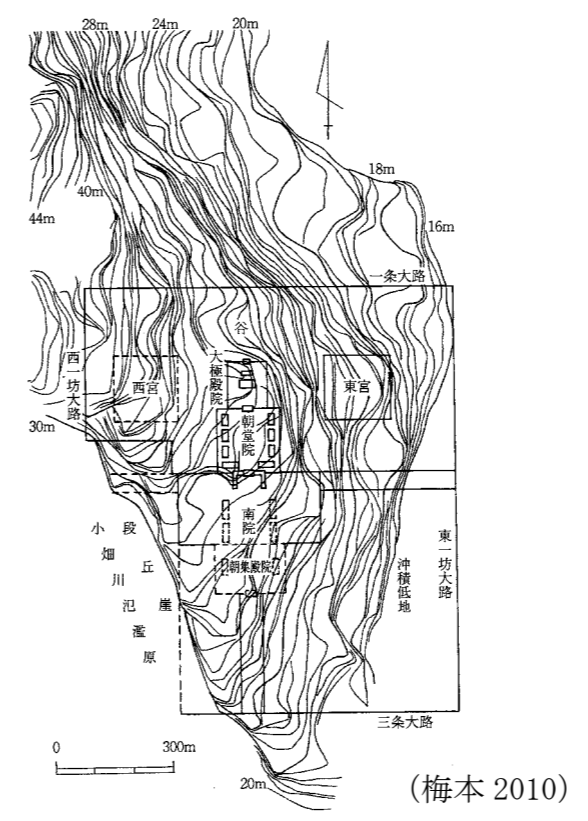 28m 24m 20m
18m
40m
44m
16m
一条大路
谷
西一坊大路
大極殿院
西宮
東宮
30m
朝堂院
南院
朝集殿院
小畑川氾濫原
段丘崖
沖積低地
東一坊大路
三条大路
0 300m
20m
(梅本 2010)